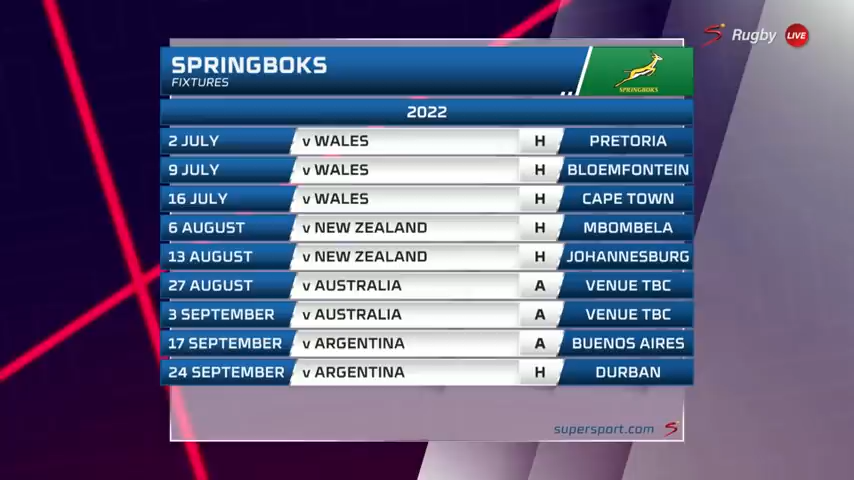 Rugby LIVE
SPRINGBOKS
FIXTURES
SPRINGBOKS
2022
2 JULY v WALES H PRETORIA
9 JULY v WALES H BLOEMFONTEIN
16 JULY v WALES H CAPE TOWN
6 AUGUST v NEW ZEALAND H MBOMBELA
13 AUGUST v NEW ZEALAND H JOHANNESBURG
27 AUGUST v AUSTRALIA A VENUE TBC
3 SEPTEMBER v AUSTRALIA A VENUE TBC
17 SEPTEMBER v ARGENTINA A BUENOS AIRES
24 SEPTEMBER v ARGENTINA H DURBAN
supersport.com